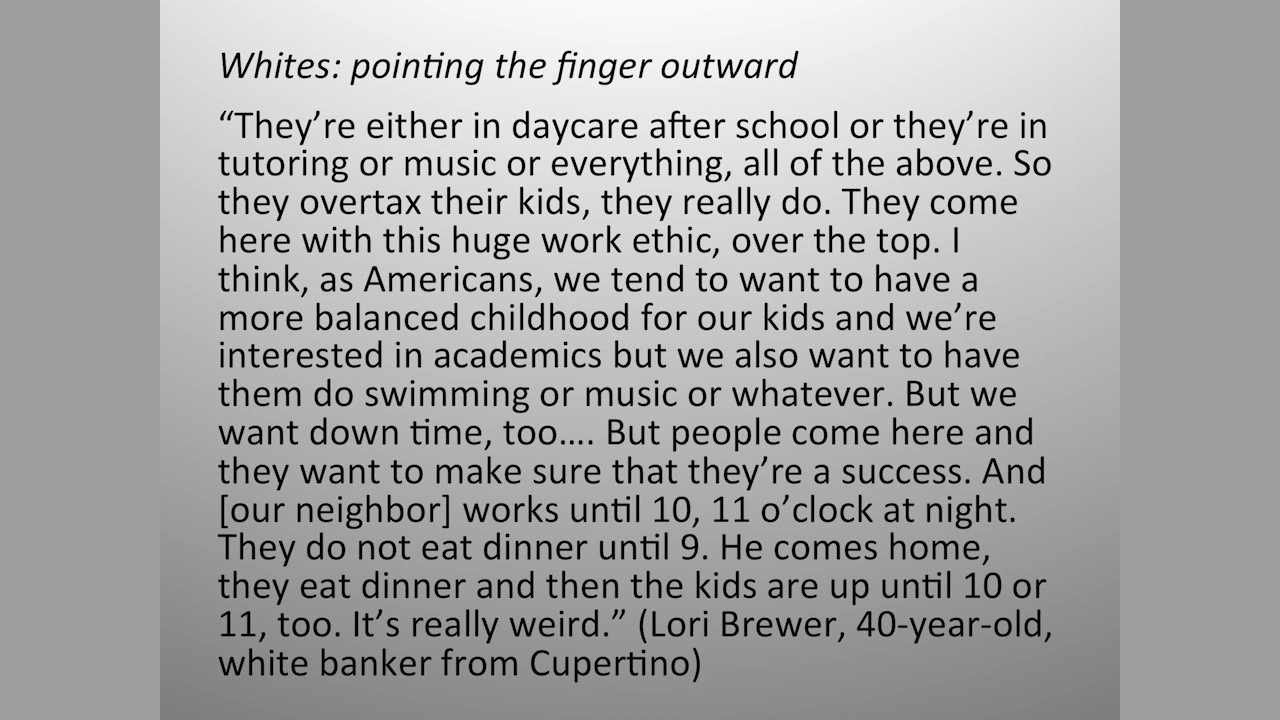 Whites: pointing the finger outward
“They’re either in daycare after school or they’re in
tutoring or music or everything, all of the above. So
they overtax their kids, they really do. They come
here with this huge work ethic, over the top. I
think, as Americans, we tend to want to have a
more balanced childhood for our kids and we’re
interested in academics but we also want to have
them do swimming or music or whatever. But we
want down time, too…. But people come here and
they want to make sure that they’re a success. And
[our neighbor] works until 10, 11 o’clock at night.
They do not eat dinner until 9. He comes home,
they eat dinner and then the kids are up until 10 or
11, too. It’s really weird.” (Lori Brewer, 40-year-old,
white banker from Cupertino)